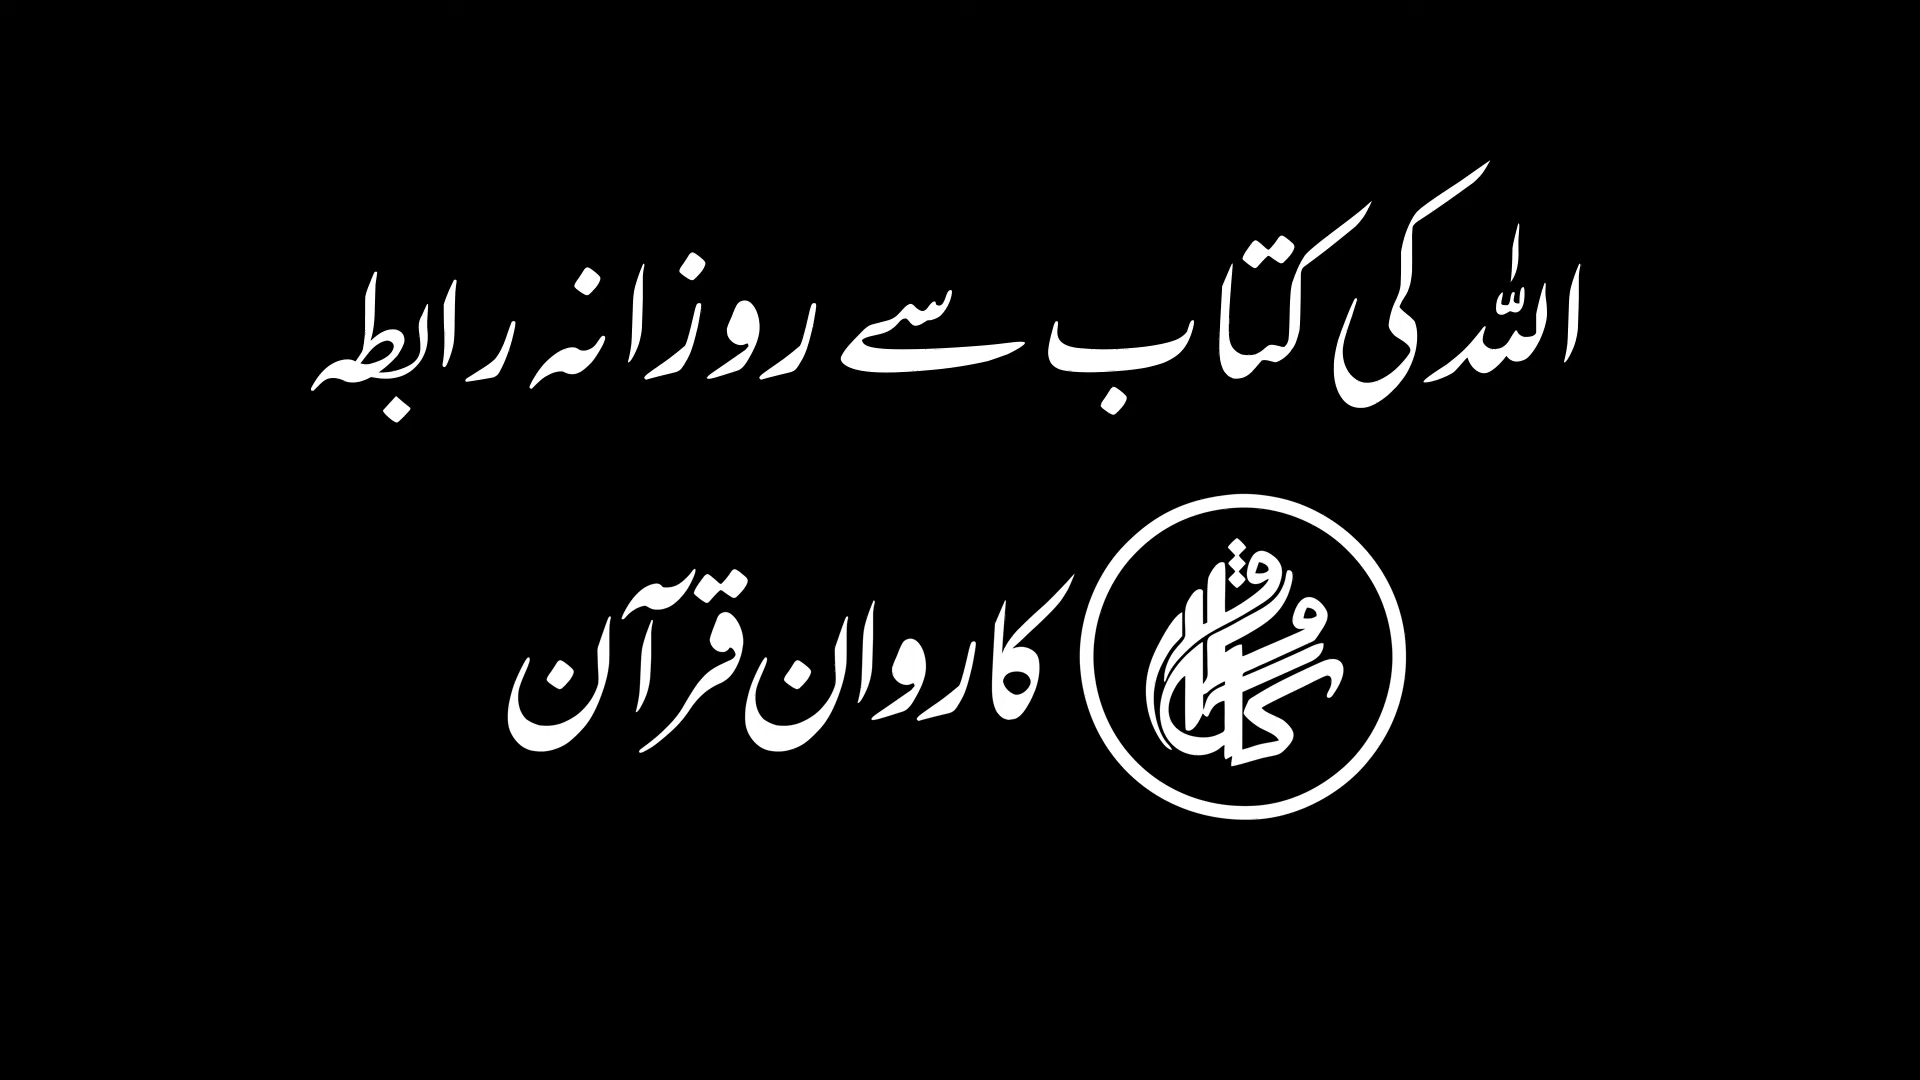 اللہ کی کتاب سے روزانہ رابطہ
کاروان قرآن